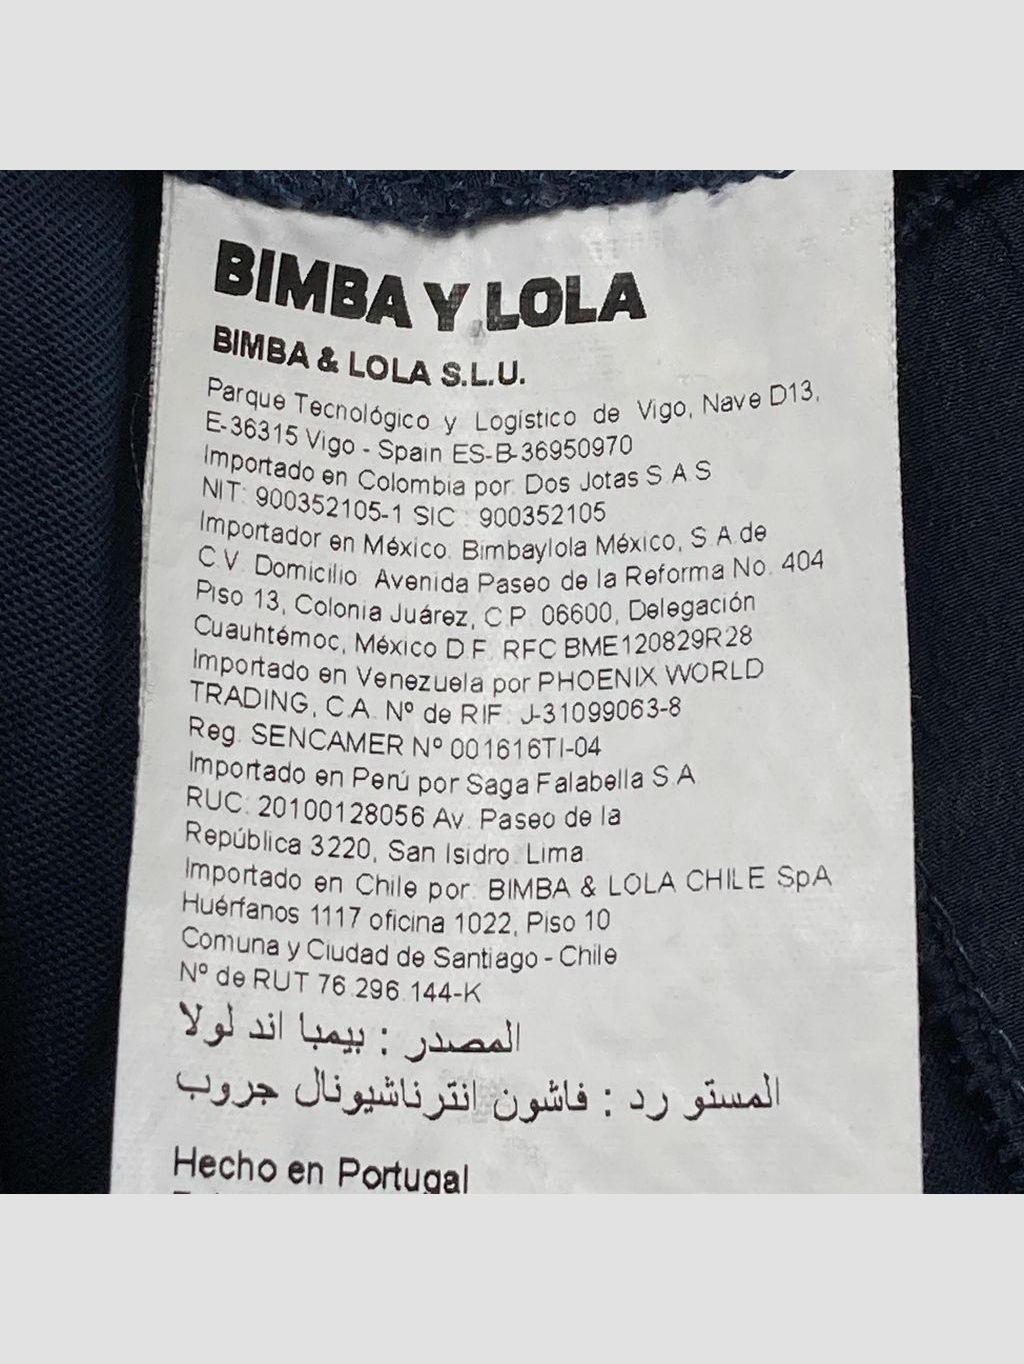 BIMBA Y LOLA
BIMBA & LOLA S.L.U.
Parque Tecnológico y Logístico de Vigo, Nave D13,
E-36315 Vigo - Spain ES-B-36950970
Importado en Colombia por: Dos Jotas S.A.S
NIT: 900352105-1 SIC : 900352105
Importador en México: Bimbaylola México, S.A.de
C.V. Domicilio: Avenida Paseo de la Reforma No. 404
Piso 13, Colonia Juárez, C.P. 06600, Delegación
Cuauhtémoc, México D.F. RFC BME120829R28
Importado en Venezuela por PHOENIX WORLD
TRADING, C.A. Nº de RIF: J-31099063-8
Reg. SENCAMER Nº 001616TI-04
Importado en Perú por Saga Falabella S.A
RUC: 20100128056 Av. Paseo de la
República 3220, San Isidro. Lima
Importado en Chile por: BIMBA & LOLA CHILE SpA
Huérfanos 1117 oficina 1022, Piso 10
Comuna y Ciudad de Santiago - Chile
Nº de RUT 76.296.144-K
المصدر : بيمبا اند لولا
المستو رد : فاشون انترناشيونال جروب
Hecho en Portugal